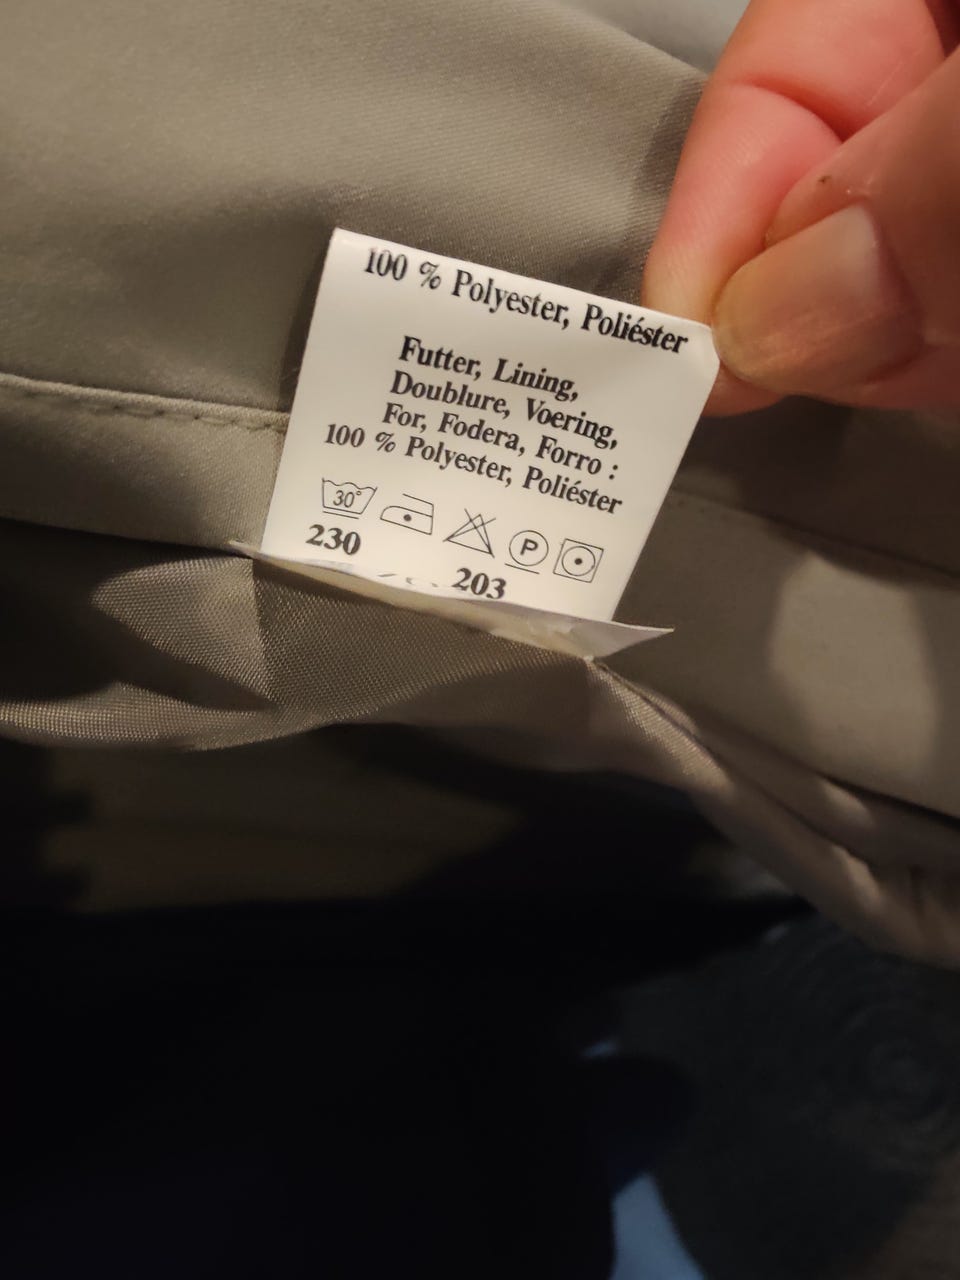 100 % Polyester, Poliéster
Futter, Lining,
Doublure, Voering,
For, Fodera, Forro :
100 % Polyester, Poliéster
30° P
230 203